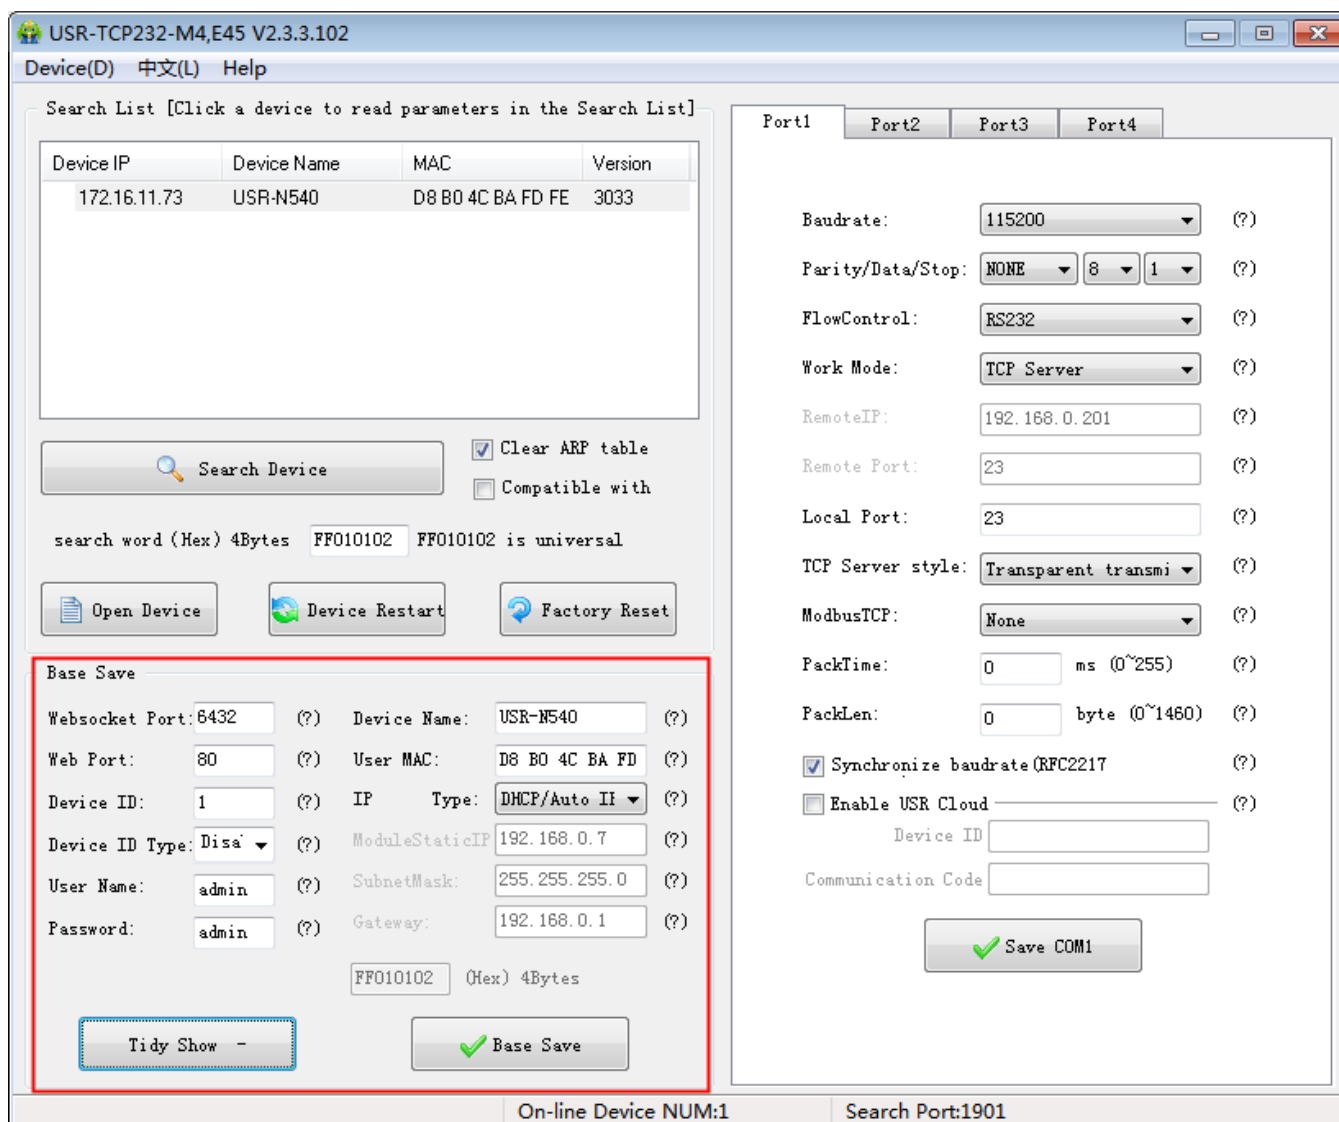 USR-TCP232-M4,E45 V2.3.3.102
Device(D) 中文(L) Help
Search List [Click a device to read parameters in the Search List]
Device IP Device Name MAC Version
172.16.11.73 USR-N540 D8 B0 4C BA FD FE 3033
Search Device
Clear ARP table
Compatible with
search word (Hex) 4Bytes FF010102 FF010102 is universal
Open Device Device Restart Factory Reset
Base Save
Websocket Port: 6432 (?) Device Name: USR-N540 (?)
Web Port: 80 (?) User MAC: D8 B0 4C BA FD (?)
Device ID: 1 (?) IP Type: DHCP/Auto II (?)
Device ID Type: Disa (?) ModuleStaticIP 192.168.0.7 (?)
User Name: admin (?) SubnetMask: 255.255.255.0 (?)
Password: admin (?) Gateway: 192.168.0.1 (?)
FF010102 (Hex) 4Bytes
Tidy Show - Base Save
Port1 Port2 Port3 Port4
Baudrate: 115200 (?)
Parity/Data/Stop: NONE 8 1 (?)
FlowControl: RS232 (?)
Work Mode: TCP Server (?)
RemoteIP: 192.168.0.201 (?)
Remote Port: 23 (?)
Local Port: 23 (?)
TCP Server style: Transparent transmi (?)
ModbusTCP: None (?)
PackTime: 0 ms (0~255) (?)
PackLen: 0 byte (0~1460) (?)
Synchronize baudrate(RFC2217 (?)
Enable USR Cloud (?)
Device ID
Communication Code
Save COM1
On-line Device NUM:1 Search Port:1901